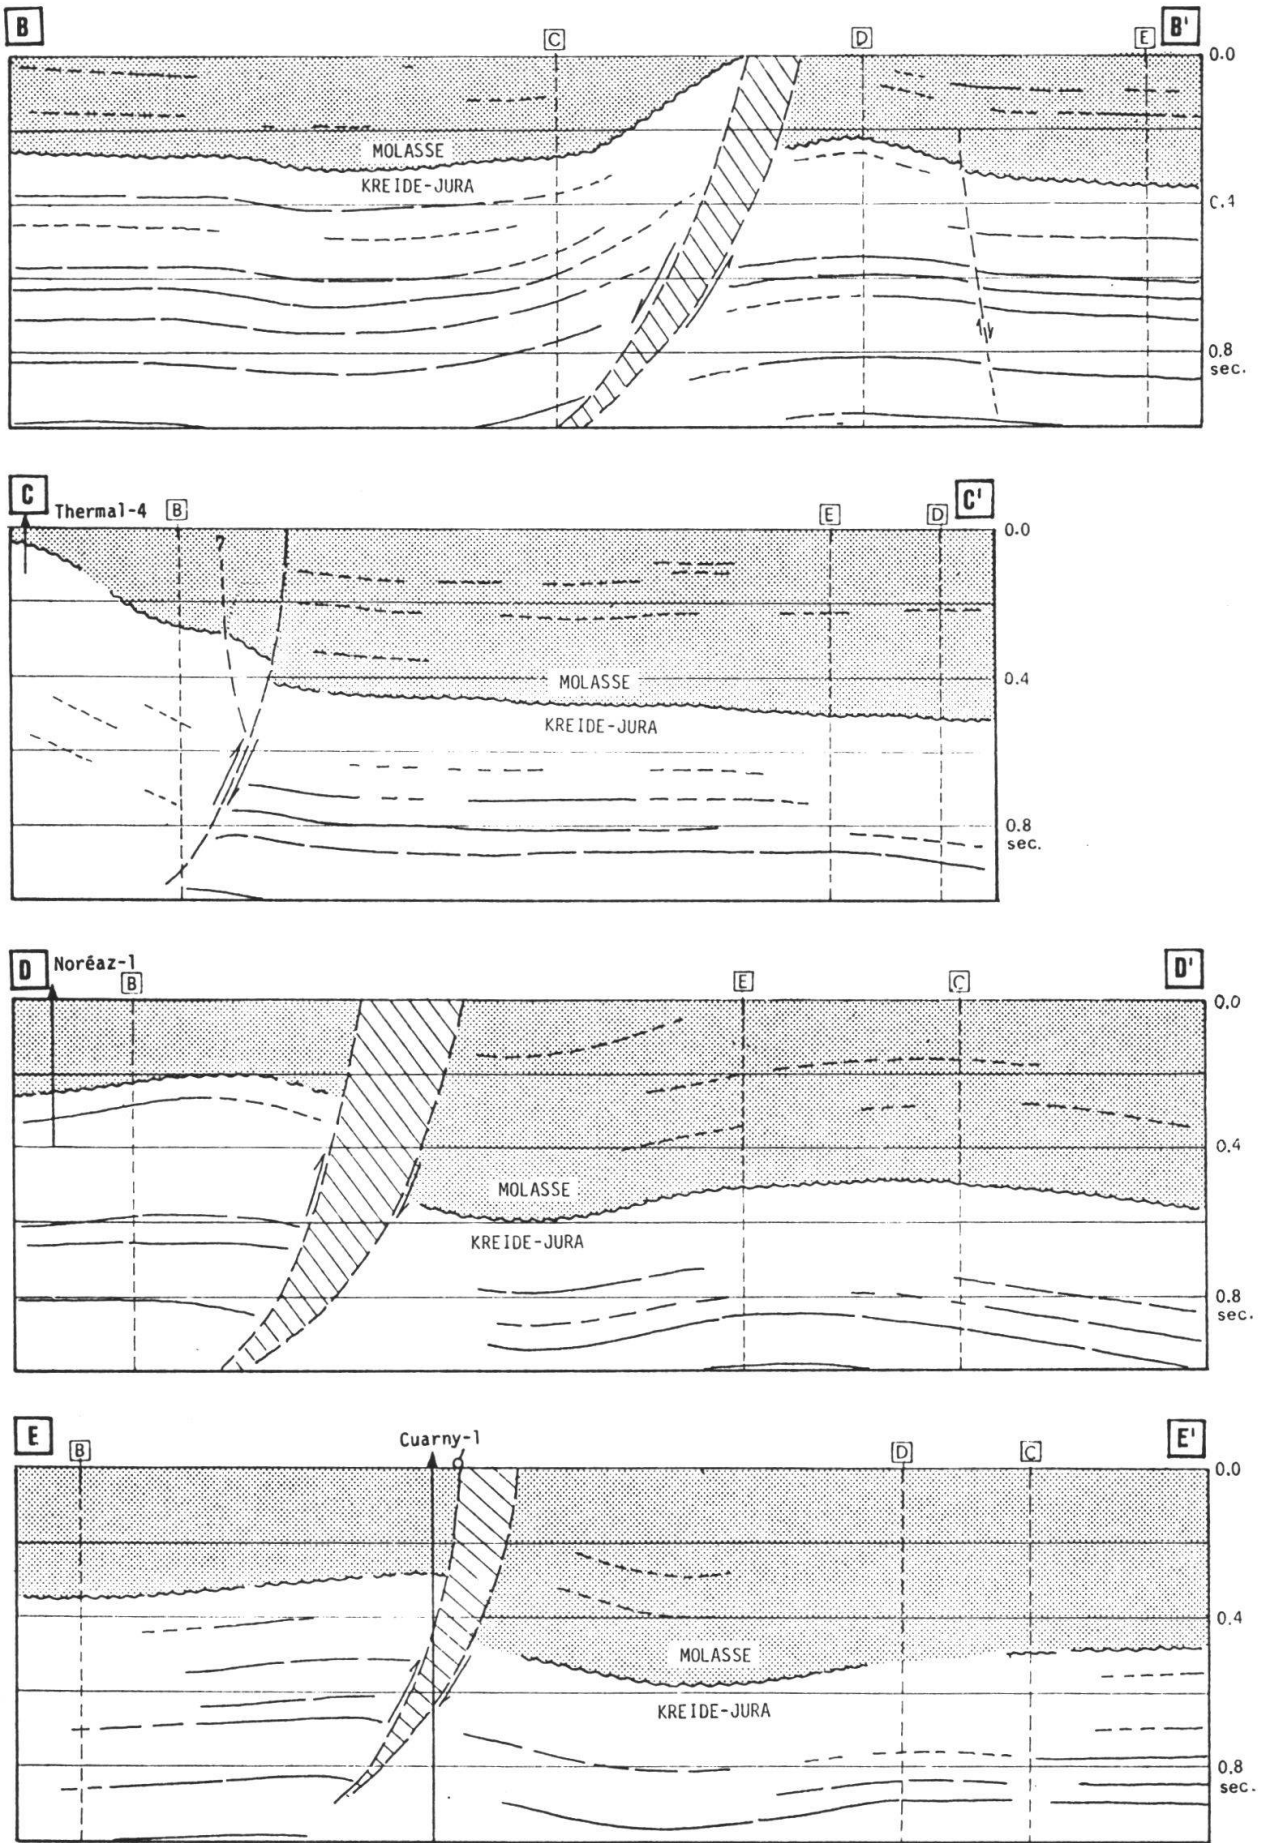 B
B'
C
D
E
0.0
MOLASSE
KREIDE-JURA
0.4
0.8
sec.
C
Thermal-4
B
E
D
C'
?
0.0
MOLASSE
0.4
KREIDE-JURA
0.8
sec.
D
Noréaz-1
B
E
C
D'
0.0
0.4
MOLASSE
KREIDE-JURA
0.8
sec.
E
B
Cuarny-1
D
C
E'
0.0
0.4
MOLASSE
KREIDE-JURA
0.8
sec.